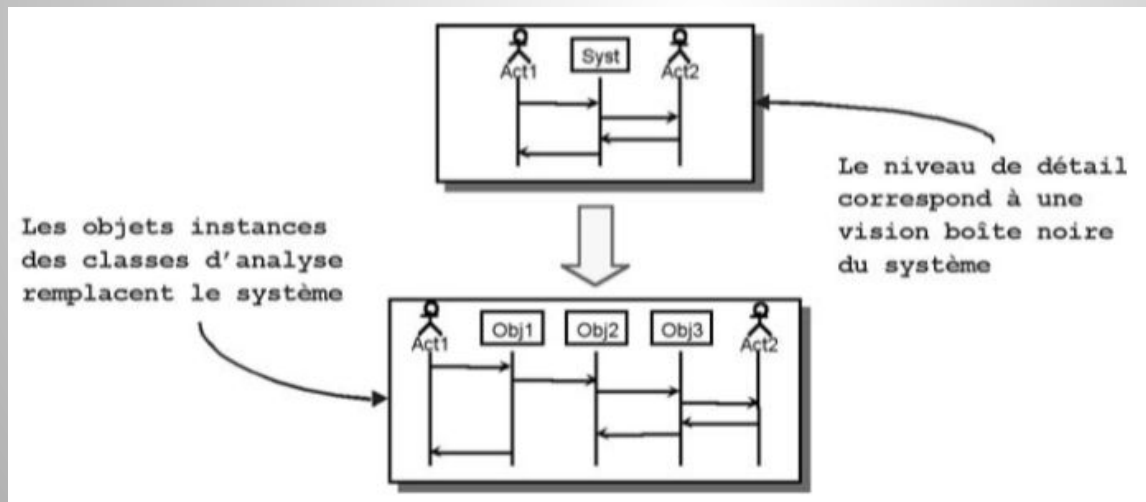 Syst
Act1
Act2
Le niveau de détail
correspond à une
vision boîte noire
du système
Les objets instances
des classes d'analyse
remplacent le système
Obj1
Obj2
Obj3
Act1
Act2